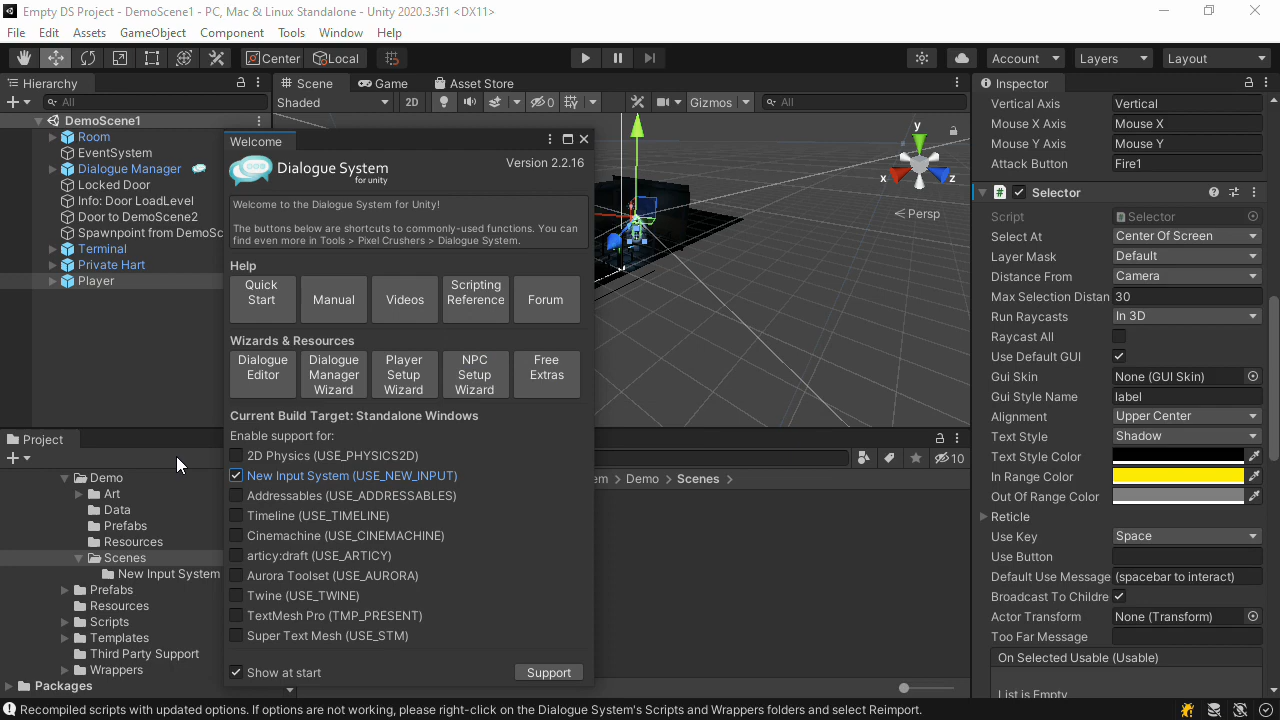 Empty DS Project - DemoScene1 - PC, Mac & Linux Standalone - Unity 2020.3.3f1 <DX11>
File Edit Assets GameObject Component Tools Window Help
Center Local Account Layers Layout
Hierarchy
All
DemoScene1
Room
EventSystem
Dialogue Manager
Locked Door
Info: Door LoadLevel
Door to DemoScene2
Spawnpoint from DemoSc
Terminal
Private Hart
Player
Scene Game Asset Store
Shaded 2D 0 Gizmos All
y
x z
Persp
Welcome
Dialogue System
for unity
Version 2.2.16
Welcome to the Dialogue System for Unity!
The buttons below are shortcuts to commonly-used functions. You can
find even more in Tools > Pixel Crushers > Dialogue System.
Help
Quick Start
Manual
Videos
Scripting Reference
Forum
Wizards & Resources
Dialogue Editor
Dialogue Manager Wizard
Player Setup Wizard
NPC Setup Wizard
Free Extras
Current Build Target: Standalone Windows
Enable support for:
2D Physics (USE_PHYSICS2D)
New Input System (USE_NEW_INPUT)
Addressables (USE_ADDRESSABLES)
Timeline (USE_TIMELINE)
Cinemachine (USE_CINEMACHINE)
articy:draft (USE_ARTICY)
Aurora Toolset (USE_AURORA)
Twine (USE_TWINE)
TextMesh Pro (TMP_PRESENT)
Super Text Mesh (USE_STM)
Show at start
Support
Project
10
em > Demo > Scenes >
Demo
Art
Data
Prefabs
Resources
Scenes
New Input System
Prefabs
Resources
Scripts
Templates
Third Party Support
Wrappers
Packages
Inspector
Vertical Axis Vertical
Mouse X Axis Mouse X
Mouse Y Axis Mouse Y
Attack Button Fire1
Selector
Script Selector
Select At Center Of Screen
Layer Mask Default
Distance From Camera
Max Selection Distan 30
Run Raycasts In 3D
Raycast All
Use Default GUI
Gui Skin None (GUI Skin)
Gui Style Name label
Alignment Upper Center
Text Style Shadow
Text Style Color
In Range Color
Out Of Range Color
Reticle
Use Key Space
Use Button
Default Use Message (spacebar to interact)
Broadcast To Childre
Actor Transform None (Transform)
Too Far Message
On Selected Usable (Usable)
List is Empty
Recompiled scripts with updated options. If options are not working, please right-click on the Dialogue System's Scripts and Wrappers folders and select Reimport.